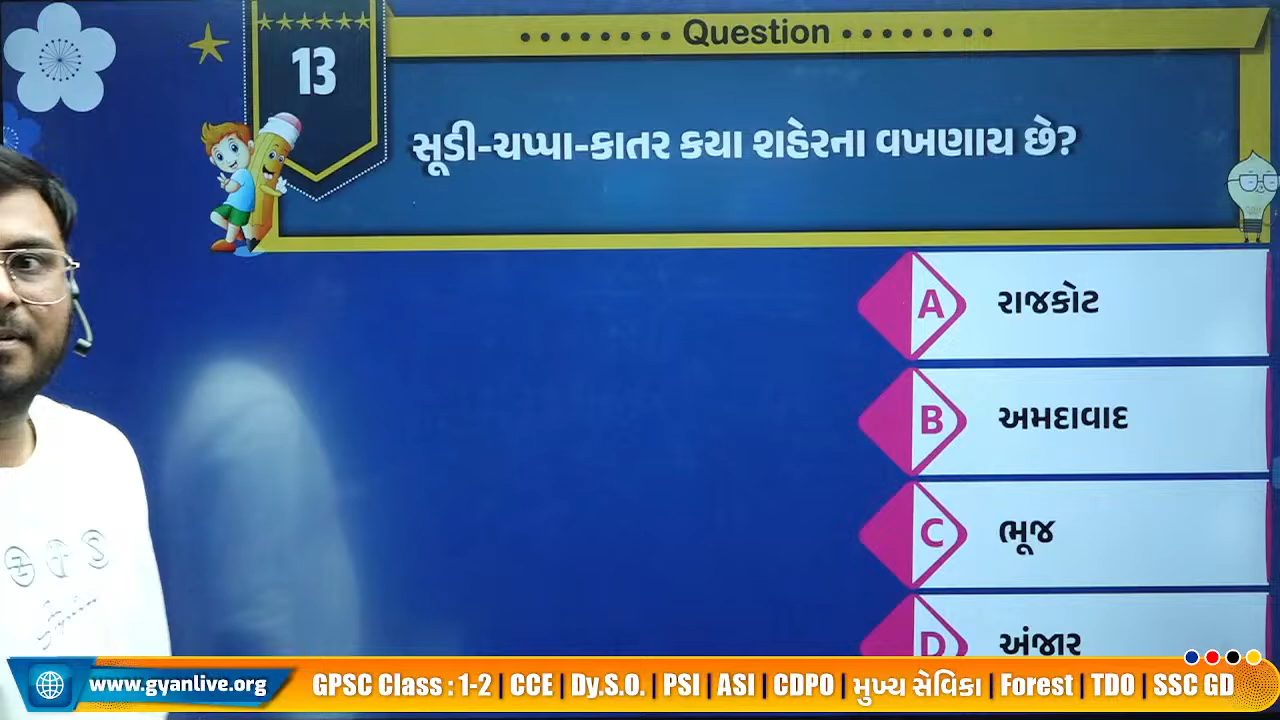 Question
13
સૂડી-ચપ્પા-કાતર કયા શહેરના વખણાય છે?
A રાજકોટ
B અમદાવાદ
C ભૂજ
D અંજાર
www.gyanlive.org
GPSC Class : 1-2 | CCE | Dy.S.O. | PSI | ASI | CDPO | મુખ્ય સેવિકા | Forest | TDO | SSC GD